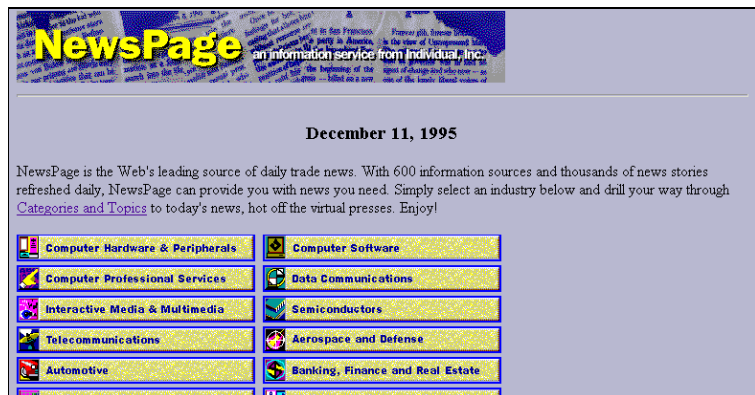 NewsPage
an information service from Individual, Inc.
December 11, 1995
NewsPage is the Web's leading source of daily trade news. With 600 information sources and thousands of news stories
refreshed daily, NewsPage can provide you with news you need. Simply select an industry below and drill your way through
Categories and Topics to today's news, hot off the virtual presses. Enjoy!
Computer Hardware & Peripherals
Computer Software
Computer Professional Services
Data Communications
Interactive Media & Multimedia
Semiconductors
Telecommunications
Aerospace and Defense
Automotive
Banking, Finance and Real Estate